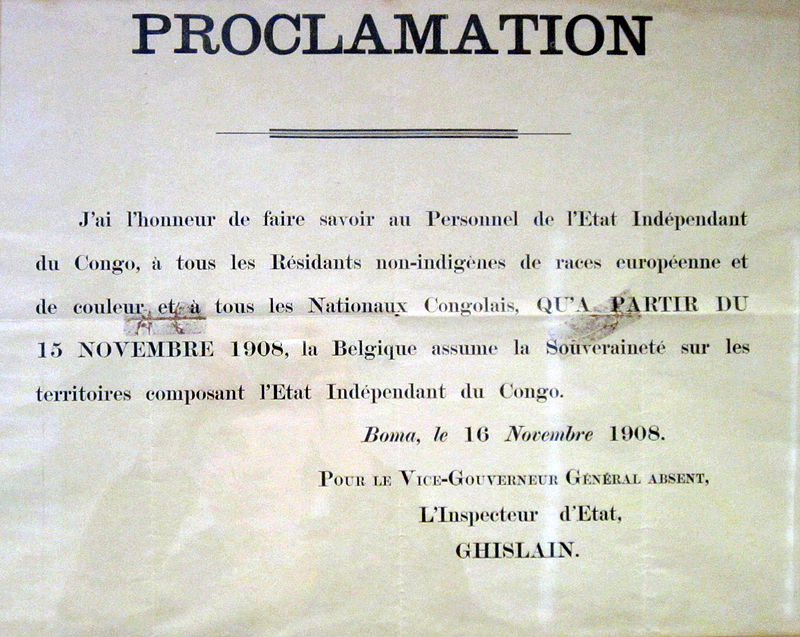 PROCLAMATION
J'ai l'honneur de faire savoir au Personnel de l'Etat Indépendant
du Congo, à tous les Résidants non-indigènes de races européenne et
de couleur et à tous les Nationaux Congolais, QU'A PARTIR DU
15 NOVEMBRE 1908, la Belgique assume la Souveraineté sur les
territoires composant l'Etat Indépendant du Congo.
Boma, le 16 Novembre 1908.
POUR LE VICE-GOUVERNEUR GÉNÉRAL ABSENT,
L'Inspecteur d'Etat,
GHISLAIN.